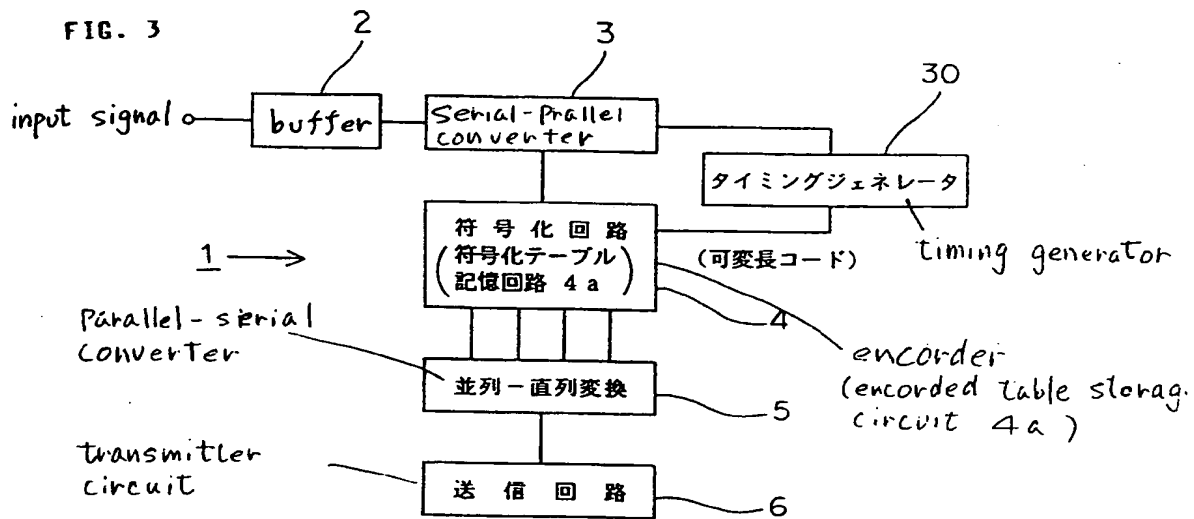 FIG. 3
2
3
30
input signal
buffer
Serial-Prallel
converter
タイミングジェネレータ
timing generator
1
符号化回路
(符号化テーブル
記憶回路 4a)
(可変長コード)
4
Parallel-serial
converter
encorder
(encorded table storag.
circuit 4a)
並列-直列変換
5
transmitler
circuit
送信回路
6